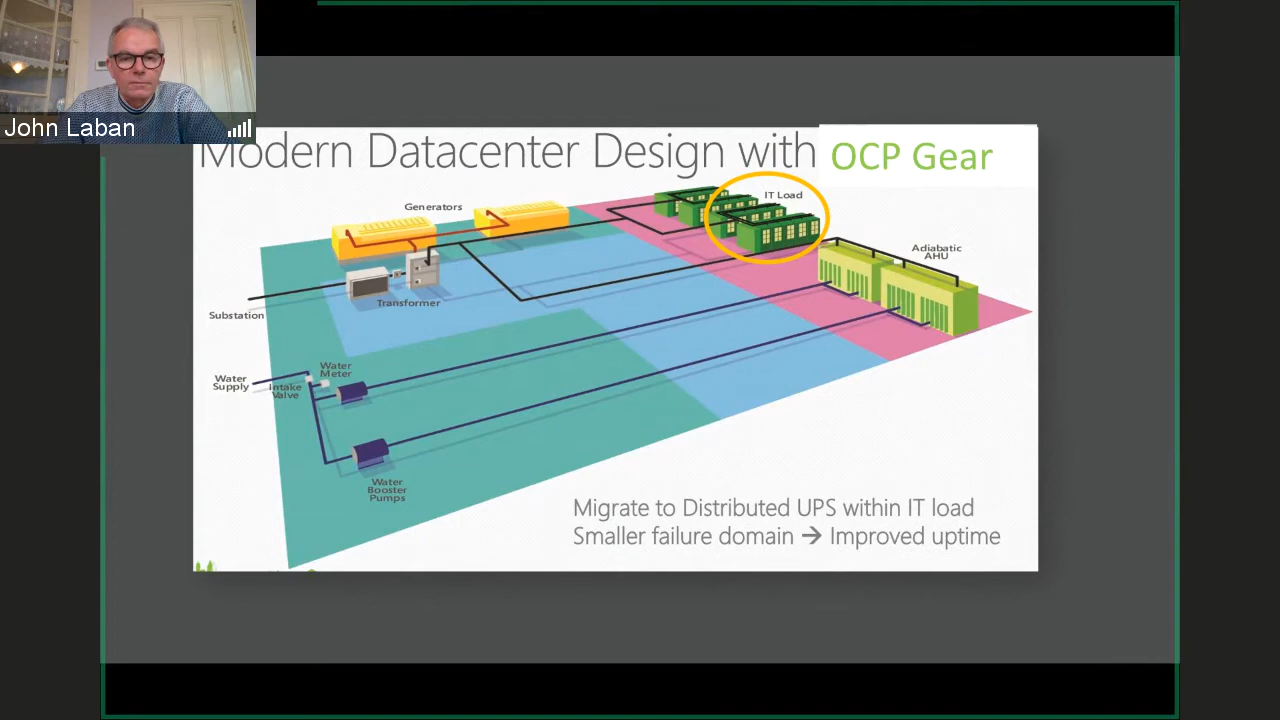 John Laban
Modern Datacenter Design with OCP Gear
Generators
IT Load
Adiabatic
AHU
Transformer
Substation
Water
Meter
Water
Supply
Intake
Valve
Water
Booster
Pumps
Migrate to Distributed UPS within IT load
Smaller failure domain → Improved uptime